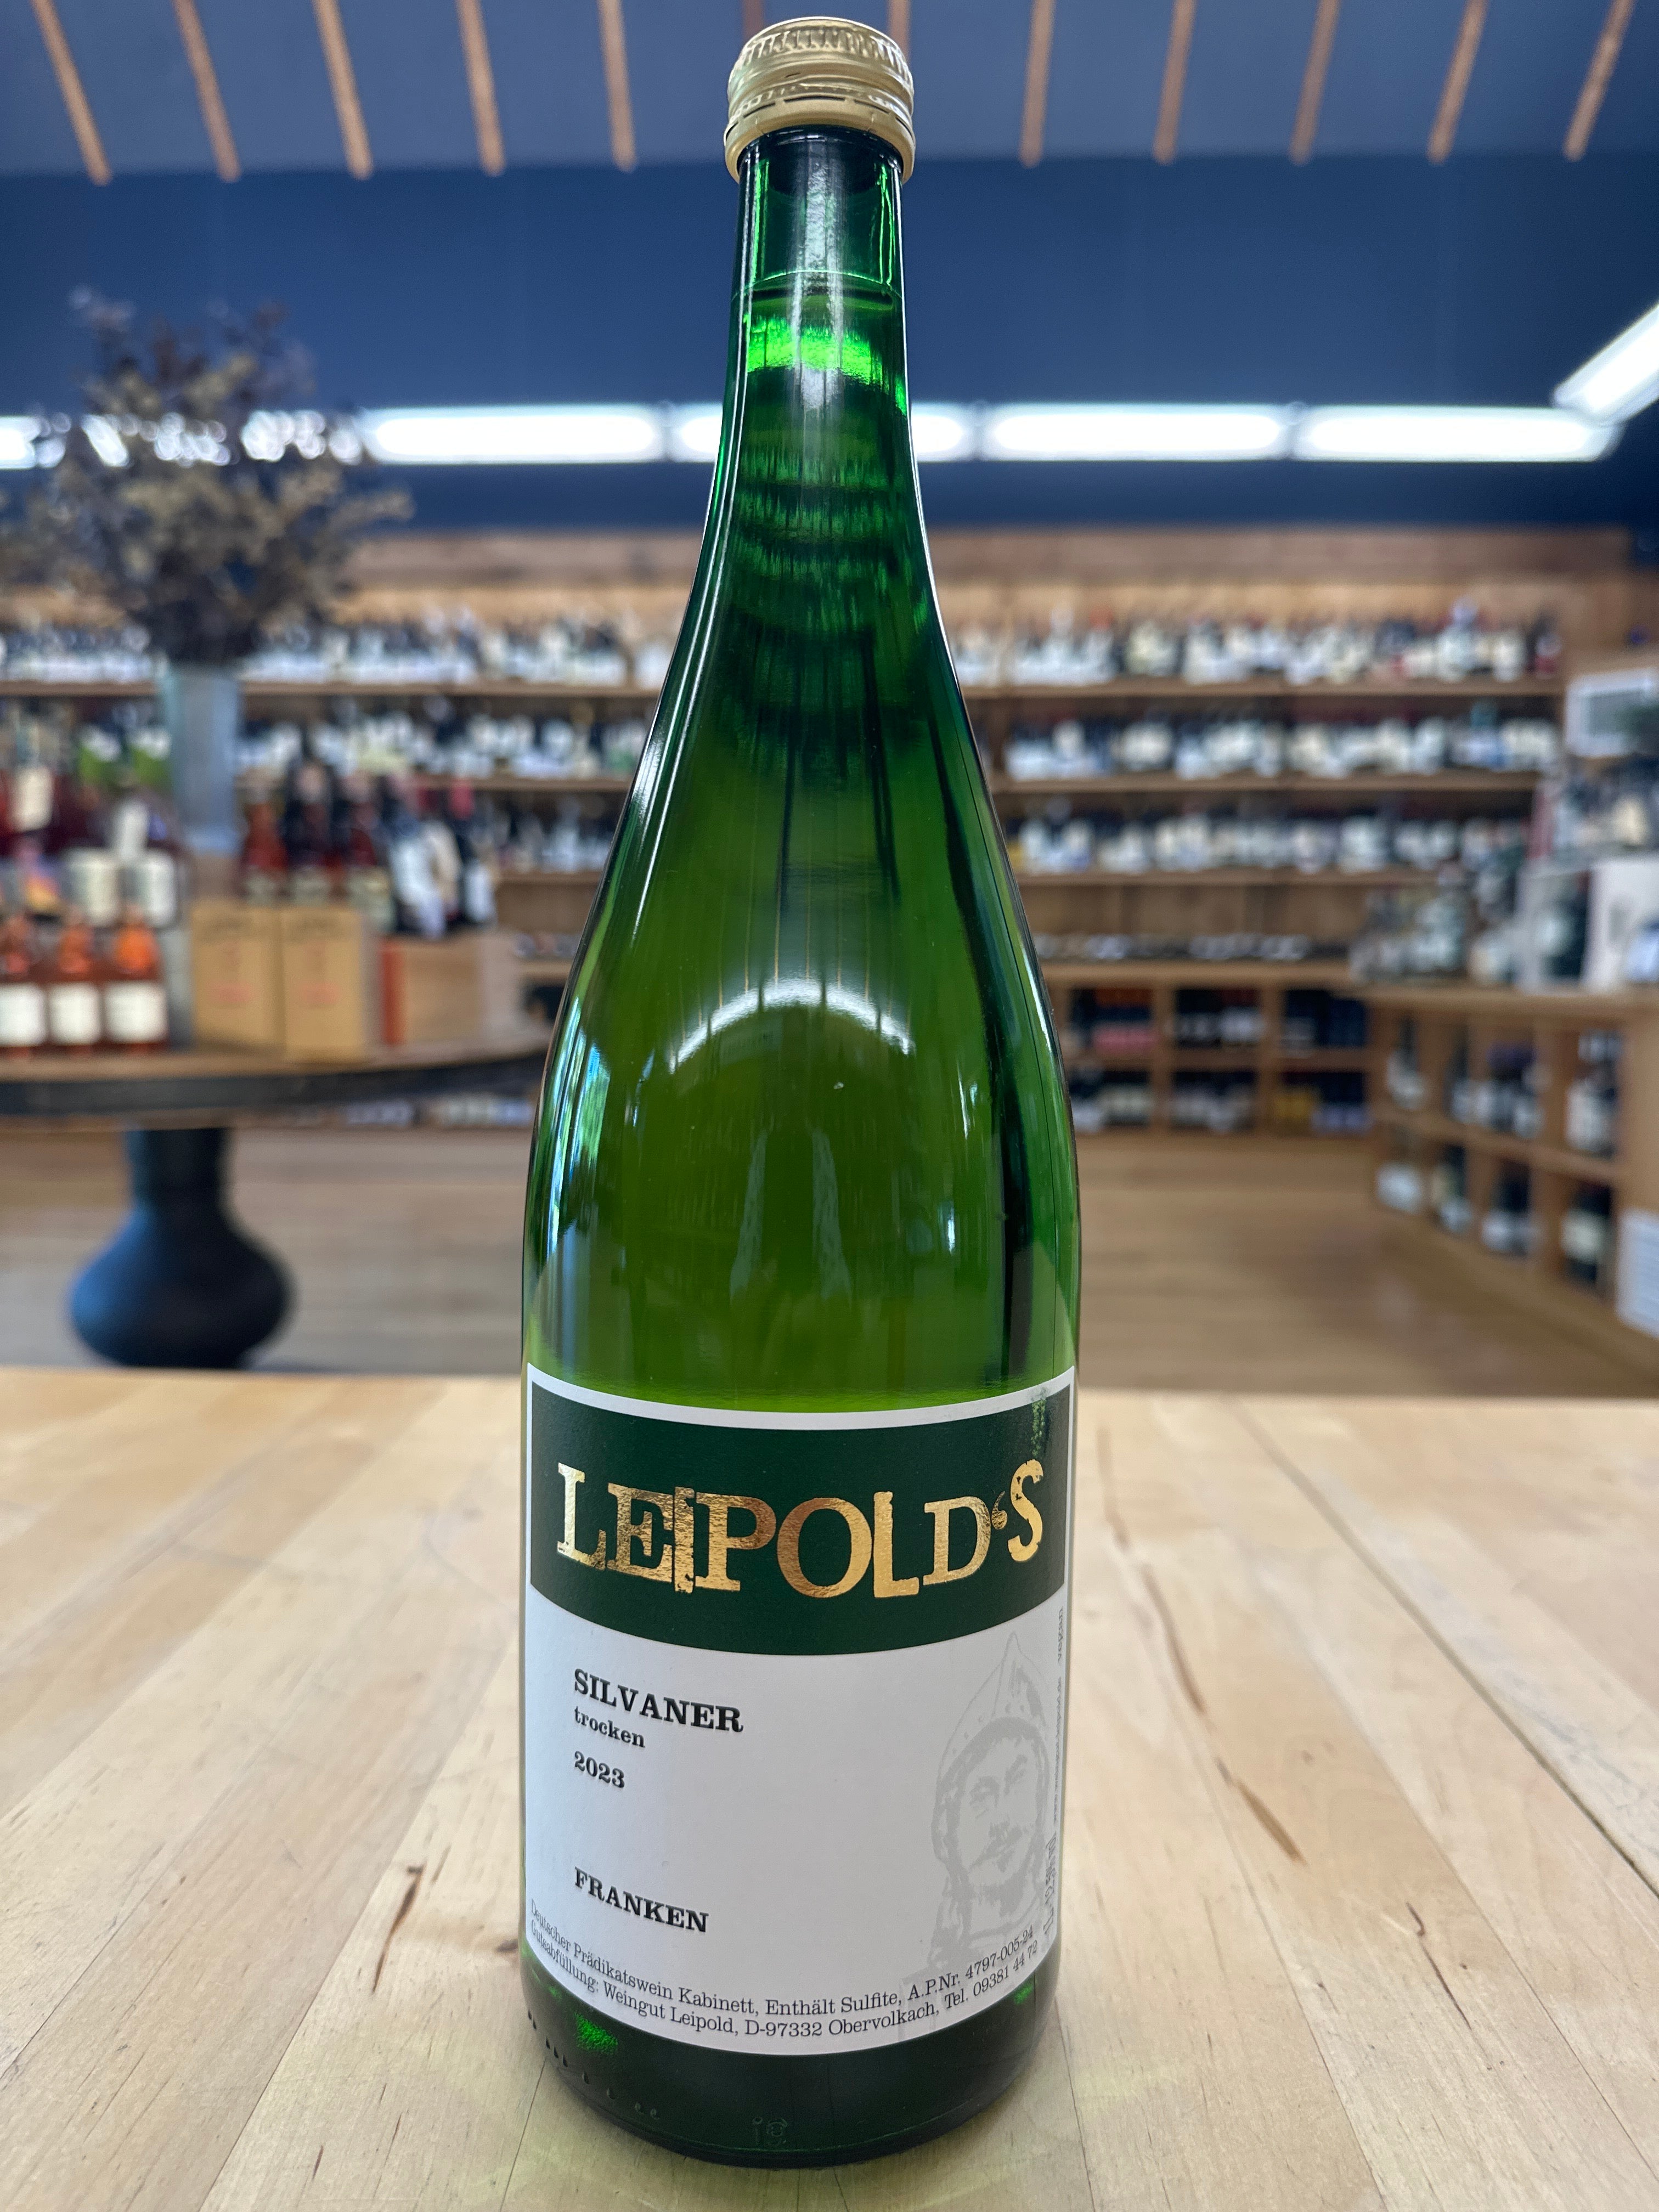 LEIPOLD‘S
SILVANER
trocken
2023
FRANKEN
Deutscher Prädikatswein Kabinett, Enthält Sulfite, A.P.Nr. 4797-005-24
Gutsabfüllung: Weingut Leipold, D-97332 Obervolkach, Tel. 09381 44 72